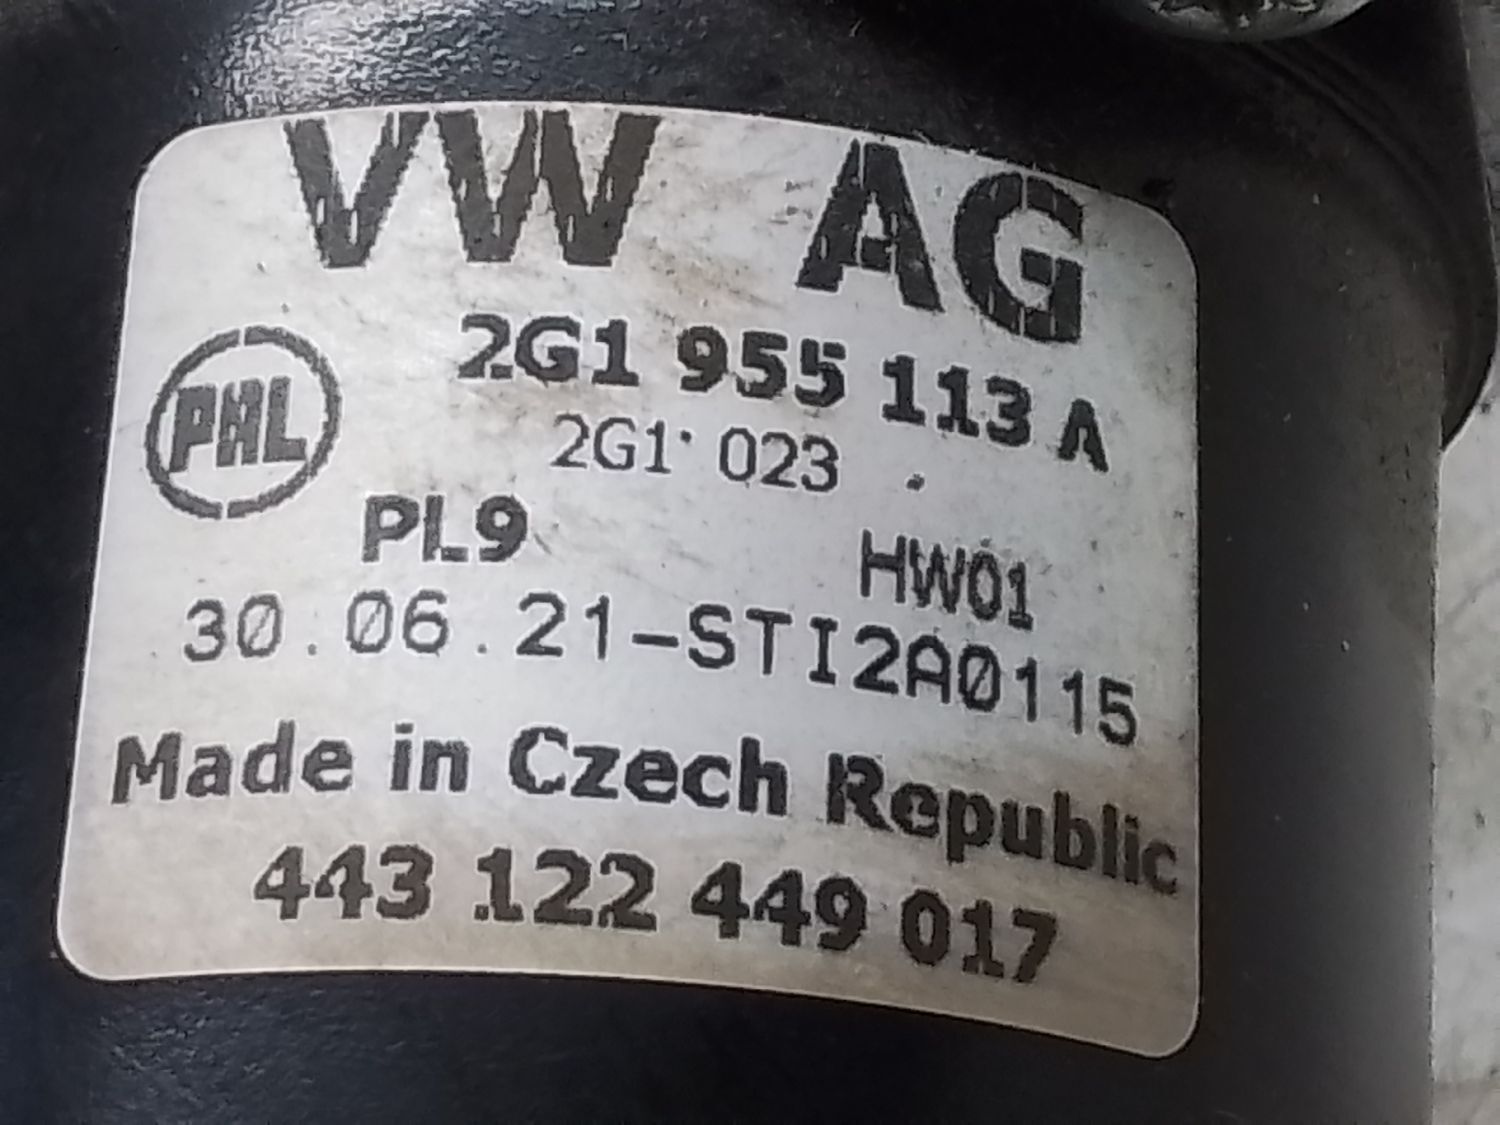 VW AG
2G1 955 113 A
PAL
2G1 023
PL9
HW01
30.06.21-STI2A0115
Made in Czech Republic
443 122 449 017